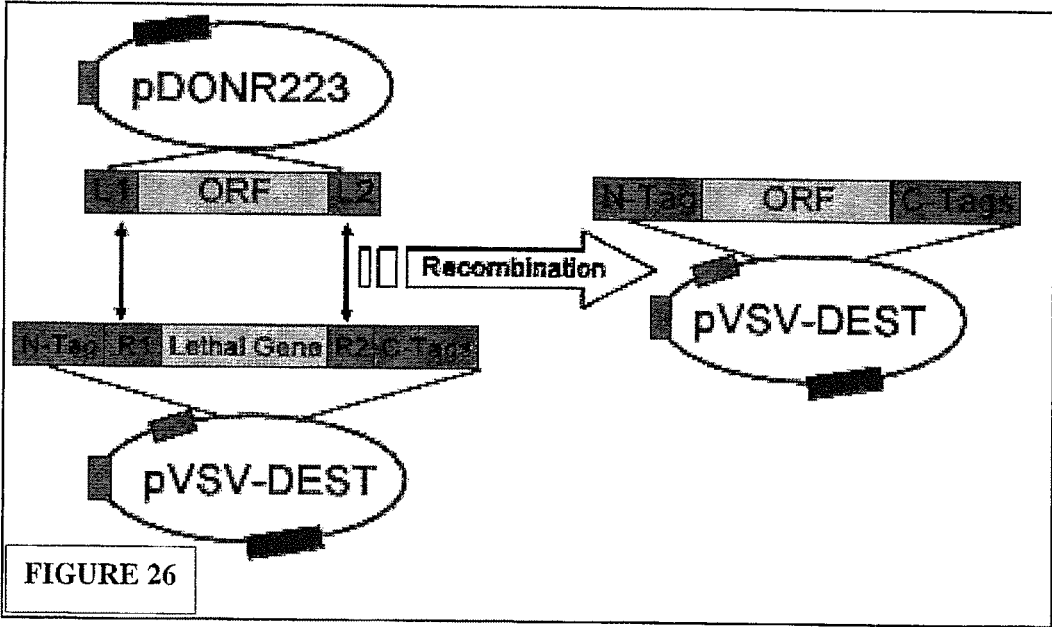 pDONR223
L1 ORF L2
N-Tag ORF C-Tags
Recombination
pVSV-DEST
N-Tag R1 Lethal Gene R2 C-Tags
pVSV-DEST
FIGURE 26